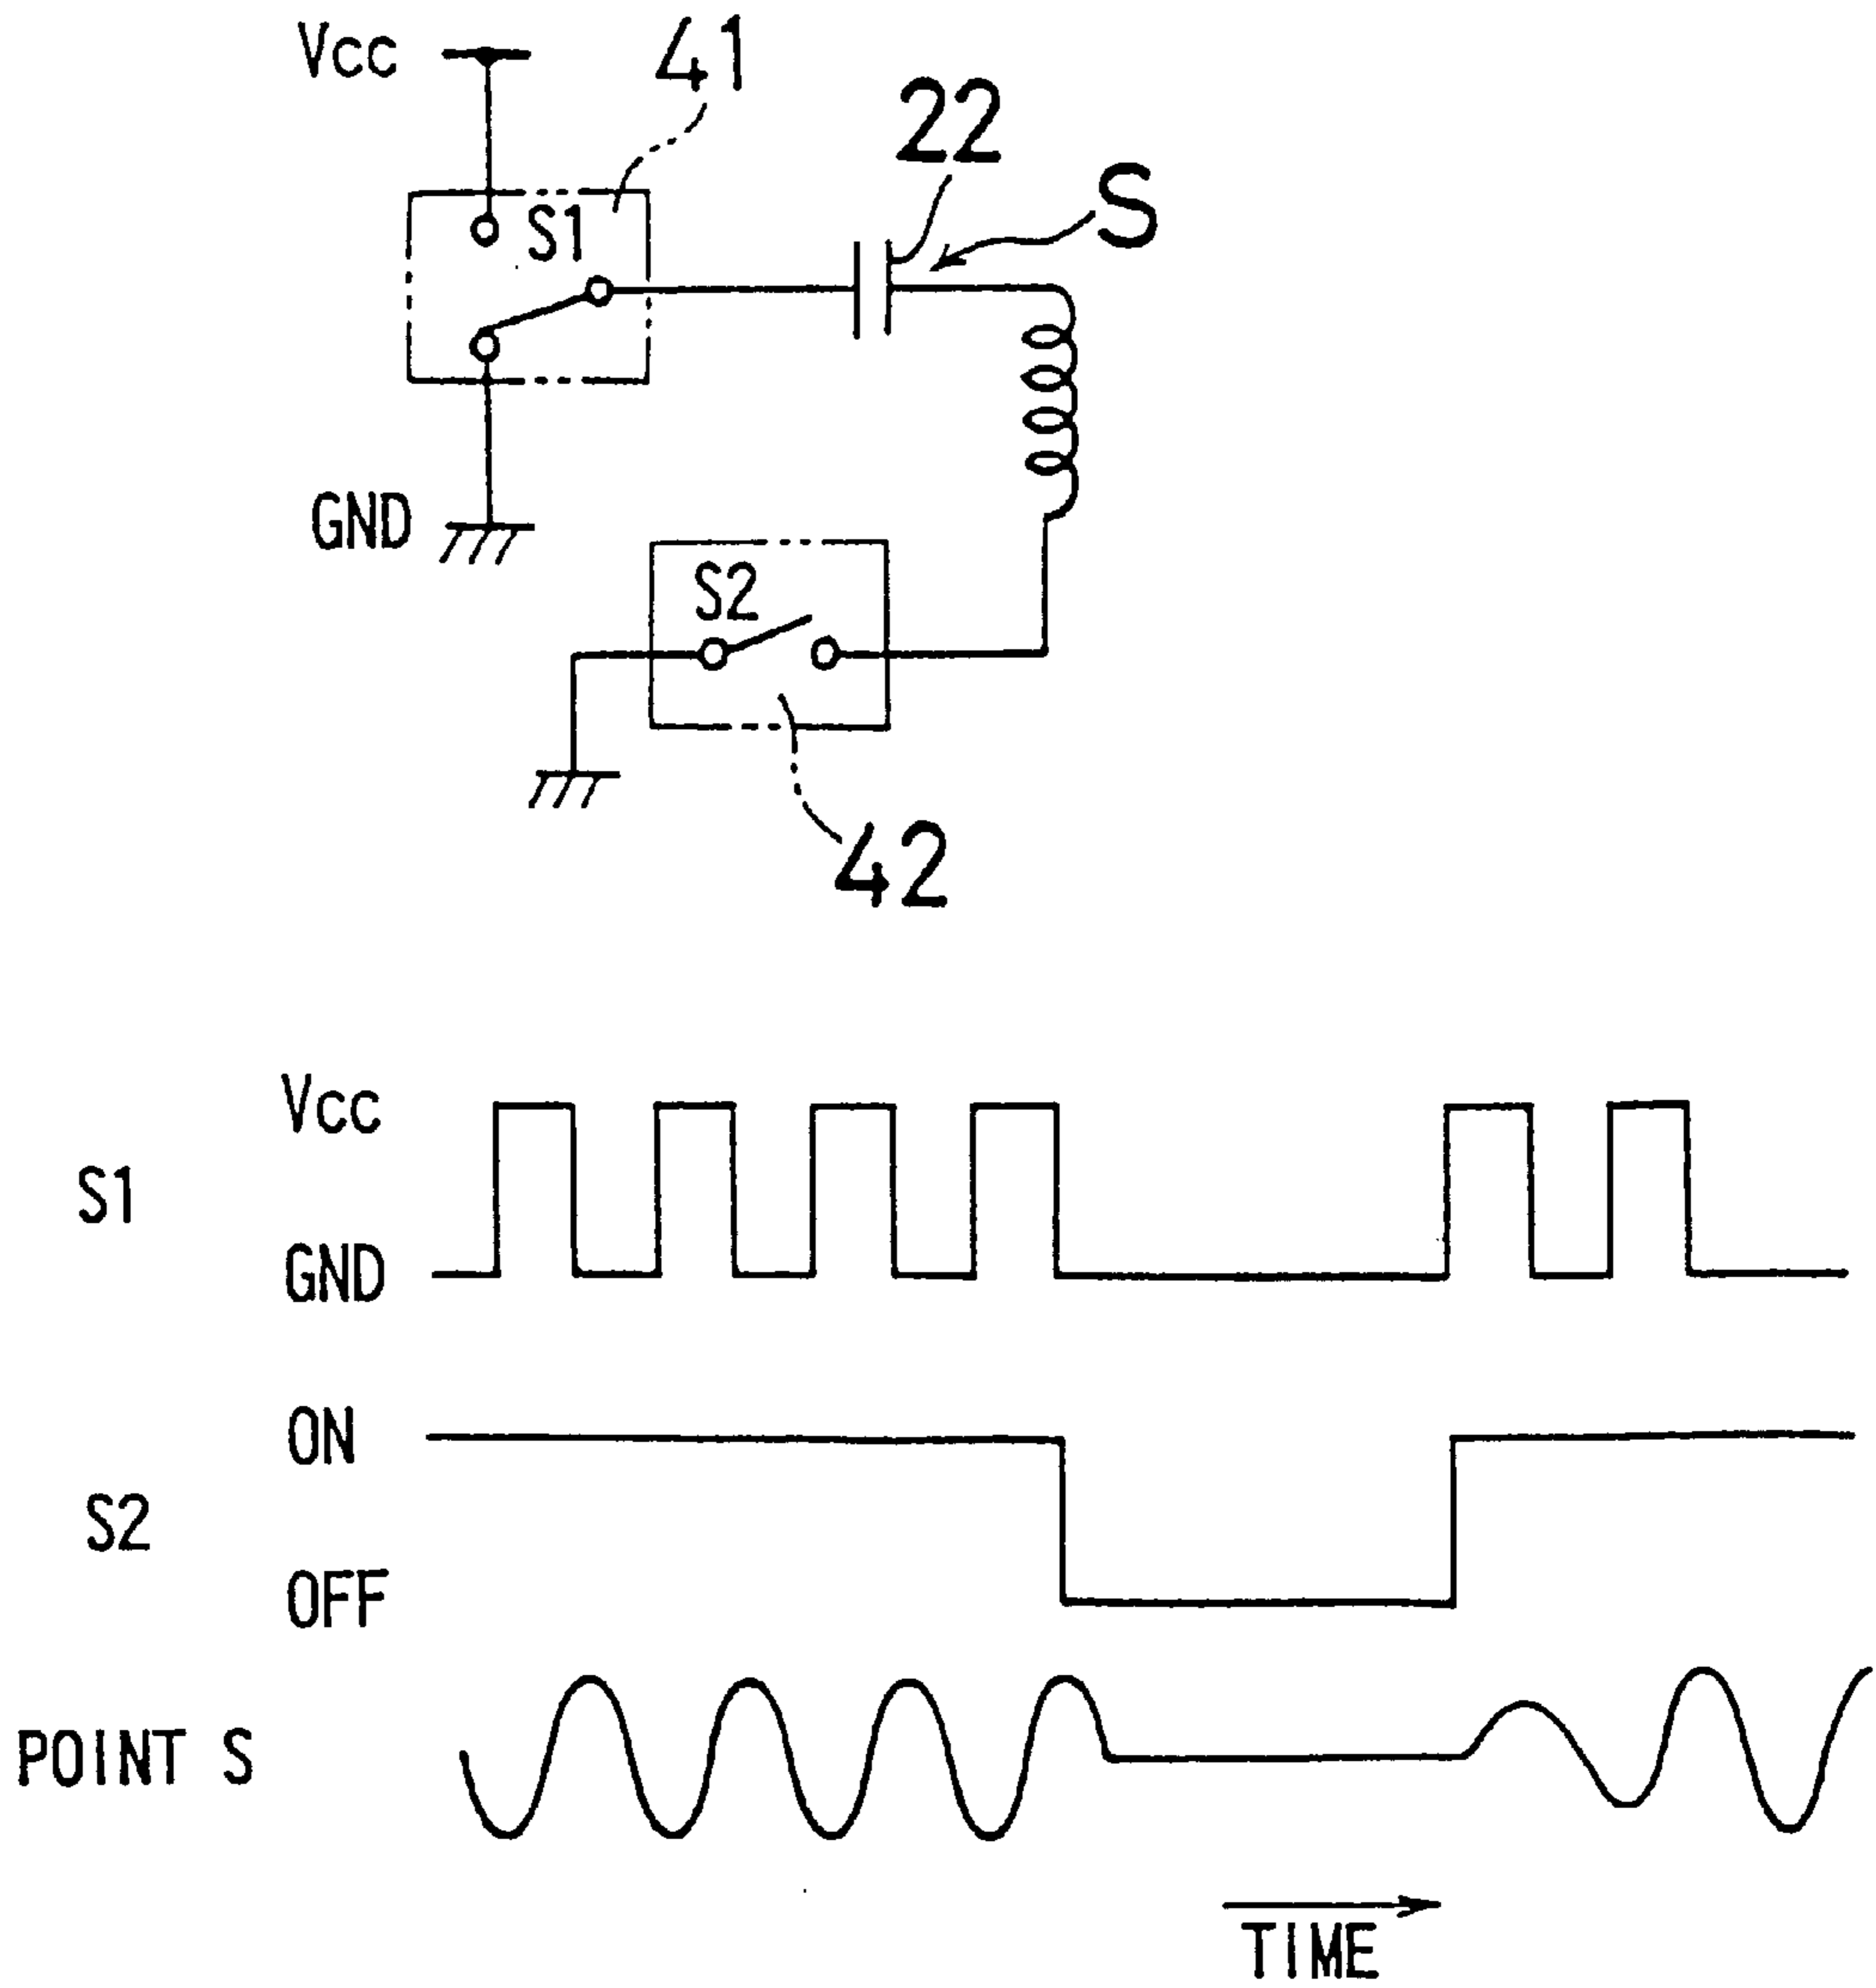 Vcc
41
22
S
S1
GND
S2
42
Vcc
S1
GND
ON
S2
OFF
POINT S
TIME